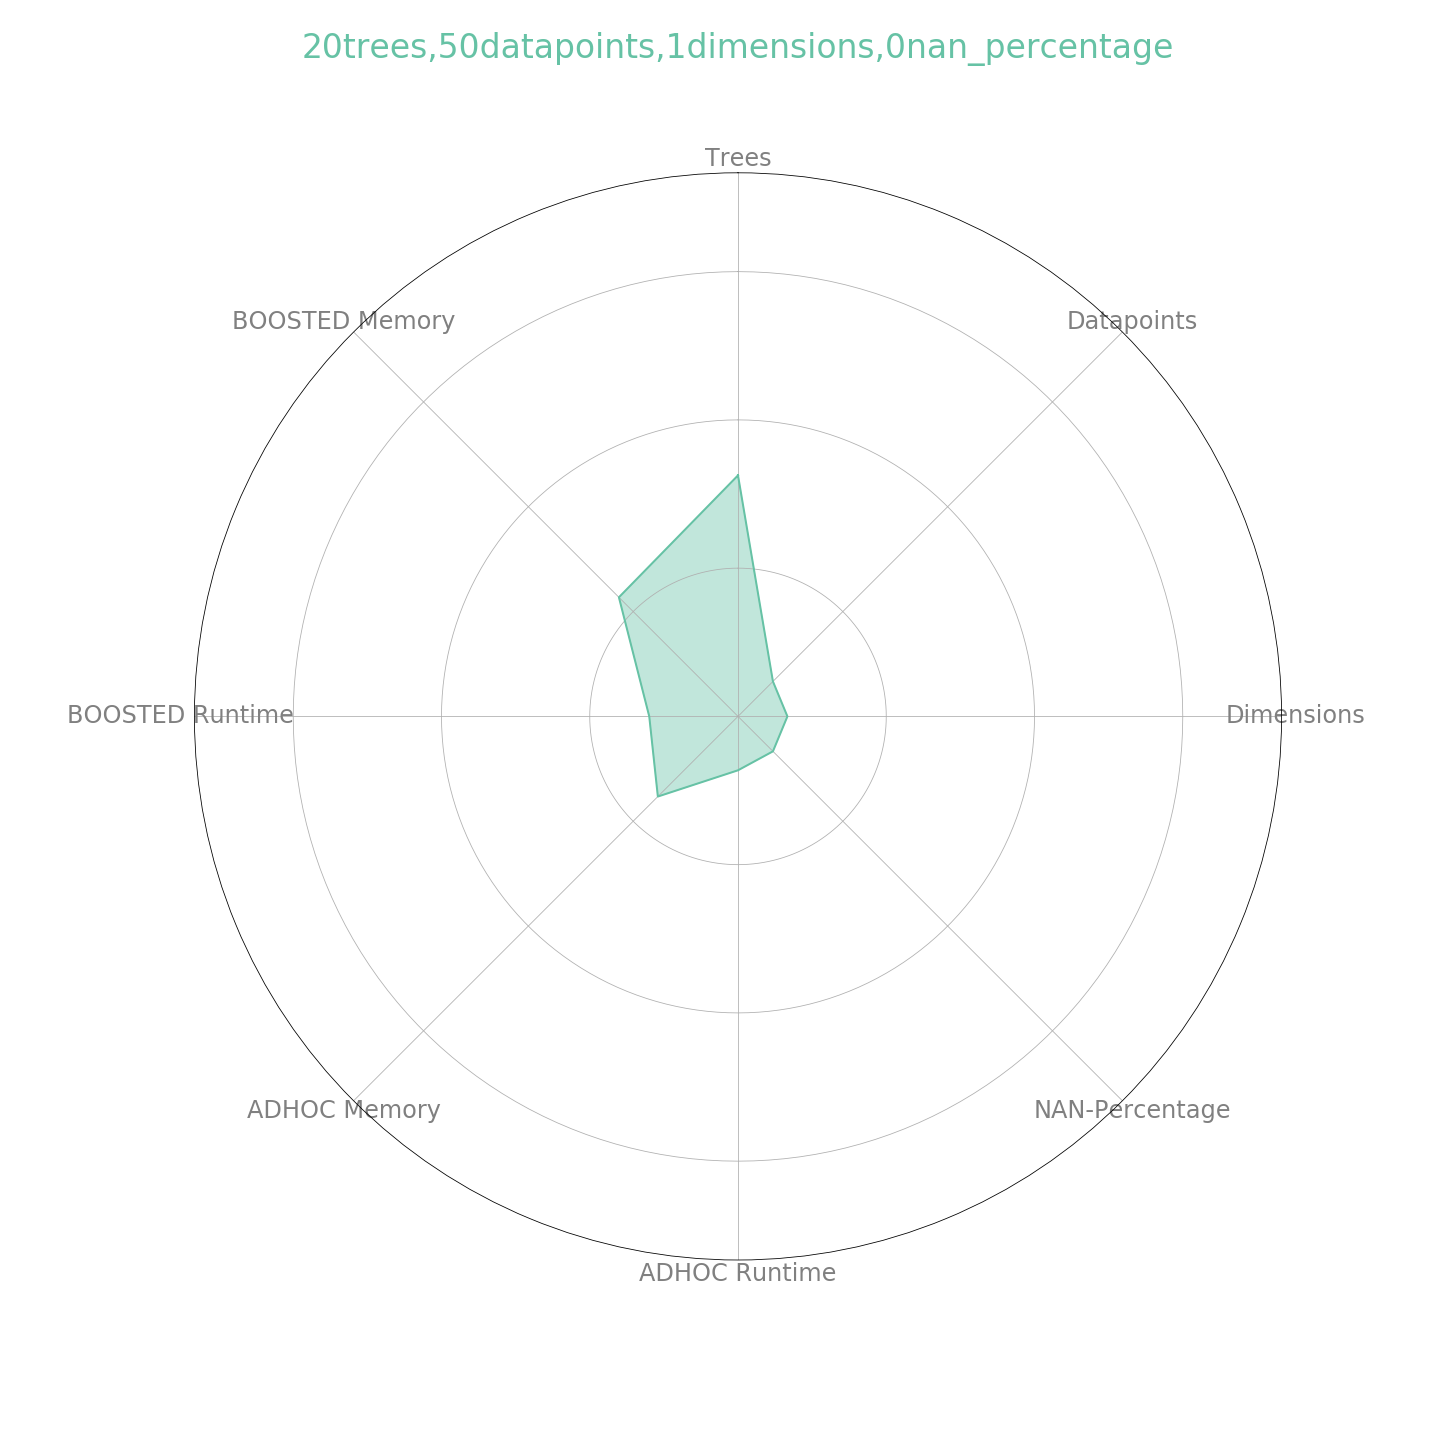 20trees,50datapoints,1dimensions,0nan_percentage
Trees
BOOSTED Memory
Datapoints
BOOSTED Runtime
Dimensions
ADHOC Memory
NAN-Percentage
ADHOC Runtime